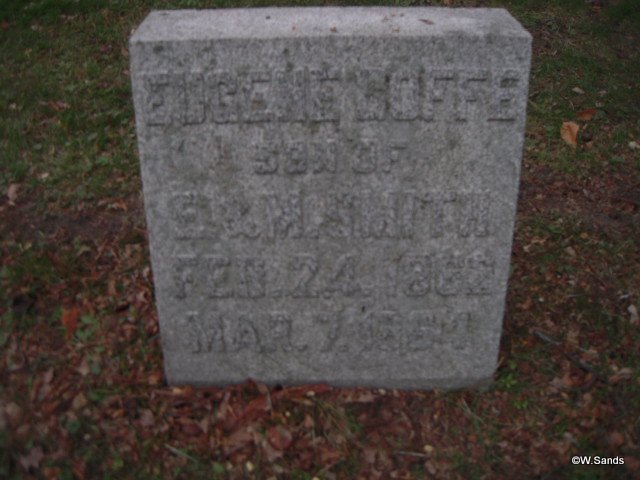 EUGENE
SON OF
E. & M. SMITH
FEB. 24,
MAR. 7,
©W.Sands